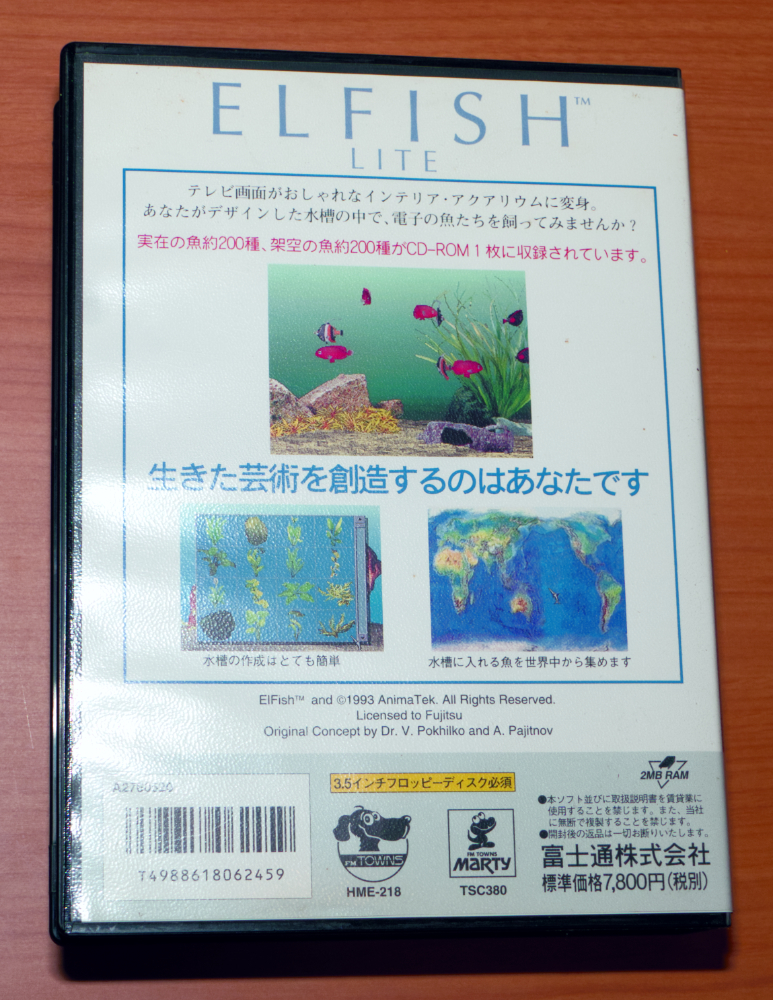 ELFISH™
LITE
テレビ画面がおしゃれなインテリア・アクアリウムに変身。
あなたがデザインした水槽の中で、電子の魚たちを飼ってみませんか?
実在の魚約200種、架空の魚約200種がCD-ROM1枚に収録されています。
生きた芸術を創造するのはあなたです
水槽の作成はとても簡単
水槽に入れる魚を世界中から集めます
ElFish™ and ©1993 AnimaTek. All Rights Reserved.
Licensed to Fujitsu
Original Concept by Dr. V. Pokhilko and A. Pajitnov
A2780320
T4988618062459
3.5インチフロッピーディスク必須
FM TOWNS
HME-218
FM TOWNS
MARTY
TSC380
2MB RAM
●本ソフト並びに取扱説明書を賃貸業に
使用することを禁じます。また、当社
に無断で複製することを禁じます。
●開封後の返品は一切お断りいたします。
富士通株式会社
標準価格7,800円(税別)